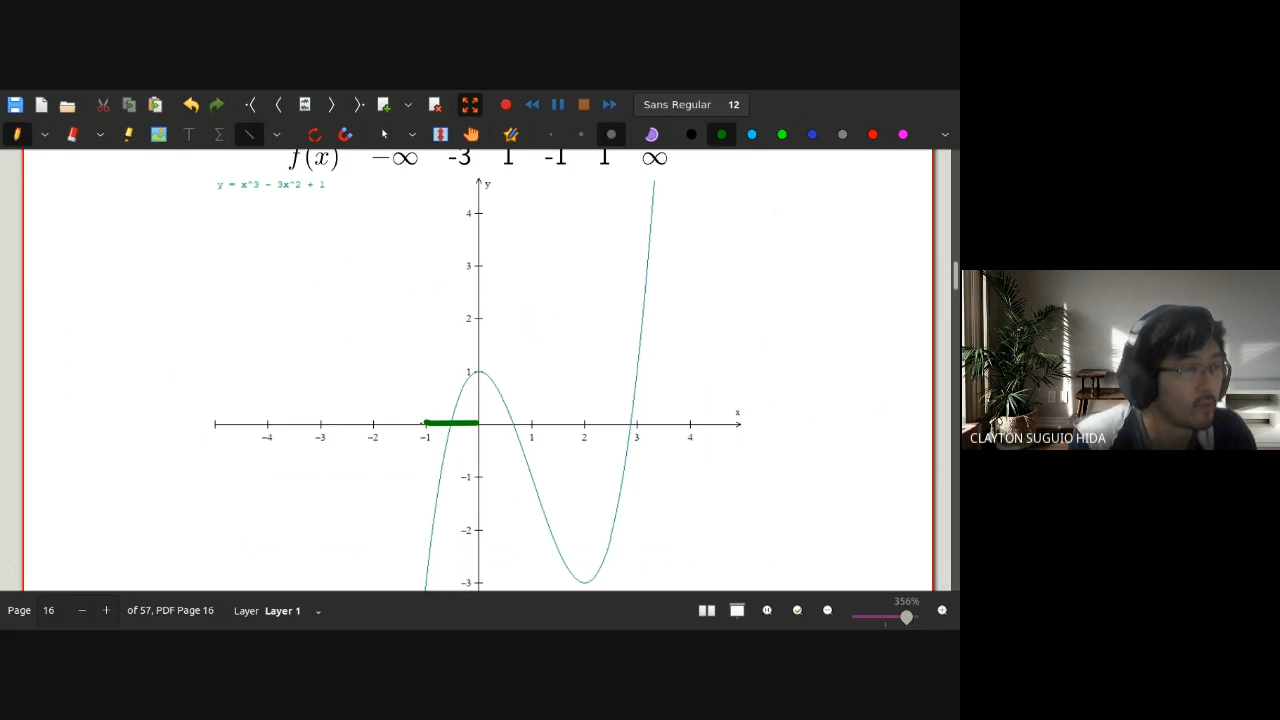 Sans Regular 12
f(x) −∞ -3 1 -1 1 ∞
y = x^3 - 3x^2 + 1
y
4
3
2
1
x
−4 −3 −2 −1 1 2 3 4
−1
−2
−3
CLAYTON SUGUIO HIDA
Page 16 − + of 57, PDF Page 16 Layer Layer 1 356%